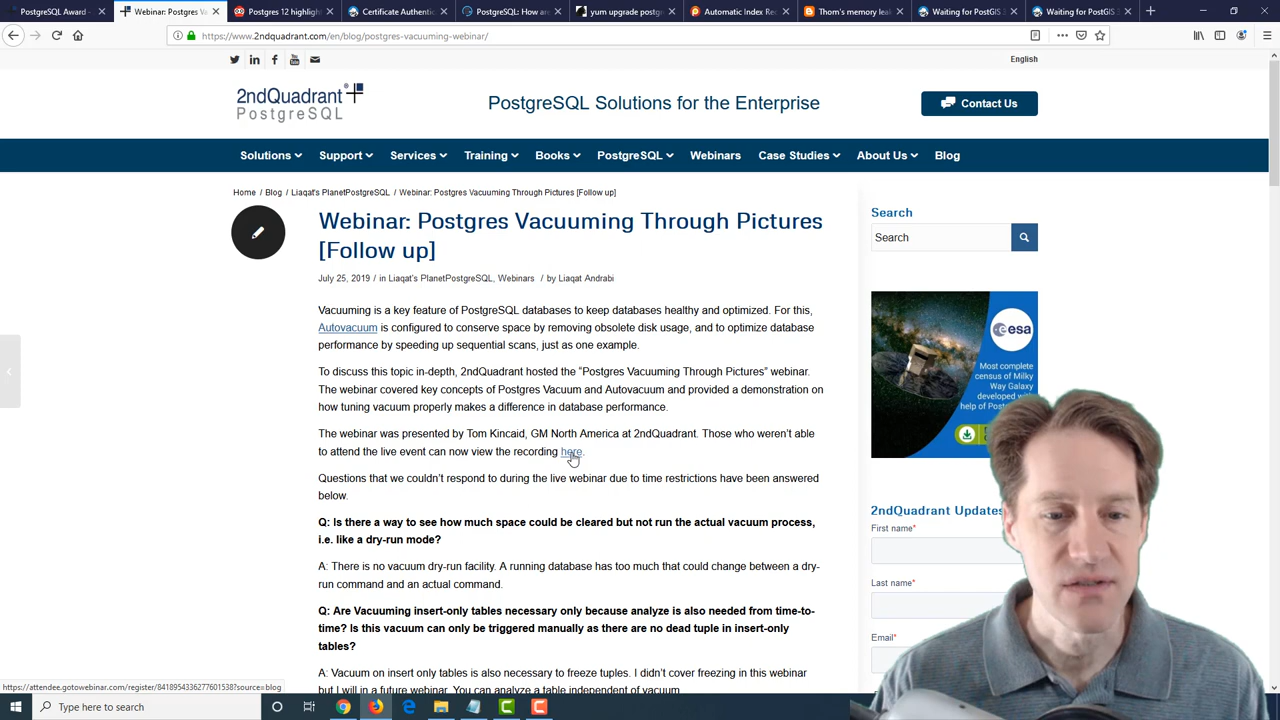 PostgreSQL Award -
Webinar: Postgres Va
Postgres 12 highligh
Certificate Authentic
PostgreSQL: How are
yum upgrade postg
Automatic Index Rec
Thom's memory leak
Waiting for PostGIS 3
Waiting for PostGIS 3.
https://www.2ndquadrant.com/en/blog/postgres-vacuuming-webinar/
English
2ndQuadrant
PostgreSQL
PostgreSQL Solutions for the Enterprise
Contact Us
Solutions Support Services Training Books PostgreSQL Webinars Case Studies About Us Blog
Home / Blog / Liaqat's PlanetPostgreSQL / Webinar: Postgres Vacuuming Through Pictures [Follow up]
Webinar: Postgres Vacuuming Through Pictures
[Follow up]
July 25, 2019 / in Liaqat's PlanetPostgreSQL, Webinars / by Liaqat Andrabi
Vacuuming is a key feature of PostgreSQL databases to keep databases healthy and optimized. For this,
Autovacuum is configured to conserve space by removing obsolete disk usage, and to optimize database
performance by speeding up sequential scans, just as one example.
To discuss this topic in-depth, 2ndQuadrant hosted the “Postgres Vacuuming Through Pictures” webinar.
The webinar covered key concepts of Postgres Vacuum and Autovacuum and provided a demonstration on
how tuning vacuum properly makes a difference in database performance.
The webinar was presented by Tom Kincaid, GM North America at 2ndQuadrant. Those who weren’t able
to attend the live event can now view the recording here.
Questions that we couldn’t respond to during the live webinar due to time restrictions have been answered
below.
Q: Is there a way to see how much space could be cleared but not run the actual vacuum process,
i.e. like a dry-run mode?
A: There is no vacuum dry-run facility. A running database has too much that could change between a dry-
run command and an actual command.
Q: Are Vacuuming insert-only tables necessary only because analyze is also needed from time-to-
time? Is this vacuum can only be triggered manually as there are no dead tuple in insert-only
tables?
A: Vacuum on insert only tables is also necessary to freeze tuples. I didn’t cover freezing in this webinar
but I will in a future webinar. You can analyze a table independent of vacuum
Search
Search
esa
Most complete
census of Milky
Way Galaxy
developed with
help of Post
2ndQuadrant Updates
First name*
Last name*
Email*
https://attendee.gotowebinar.com/register/8418954336277601538?source=blog
Type here to search